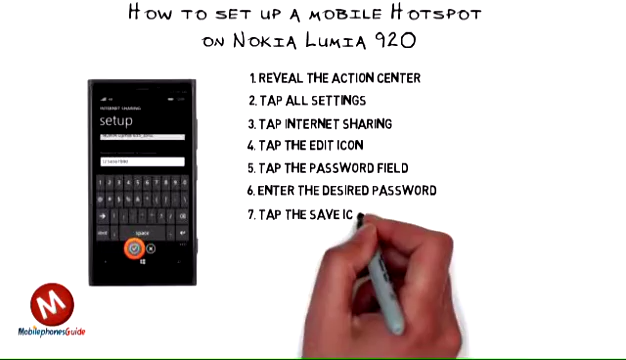 How to set up a mobile Hotspot
on Nokia Lumia 920
1. Reveal the Action Center
2. Tap all settings
3. Tap Internet sharing
4. Tap the edit icon
5. Tap the password field
6. Enter the desired password
7. Tap the save ic
INTERNET SHARING
setup
space
M
MobilephonesGuide